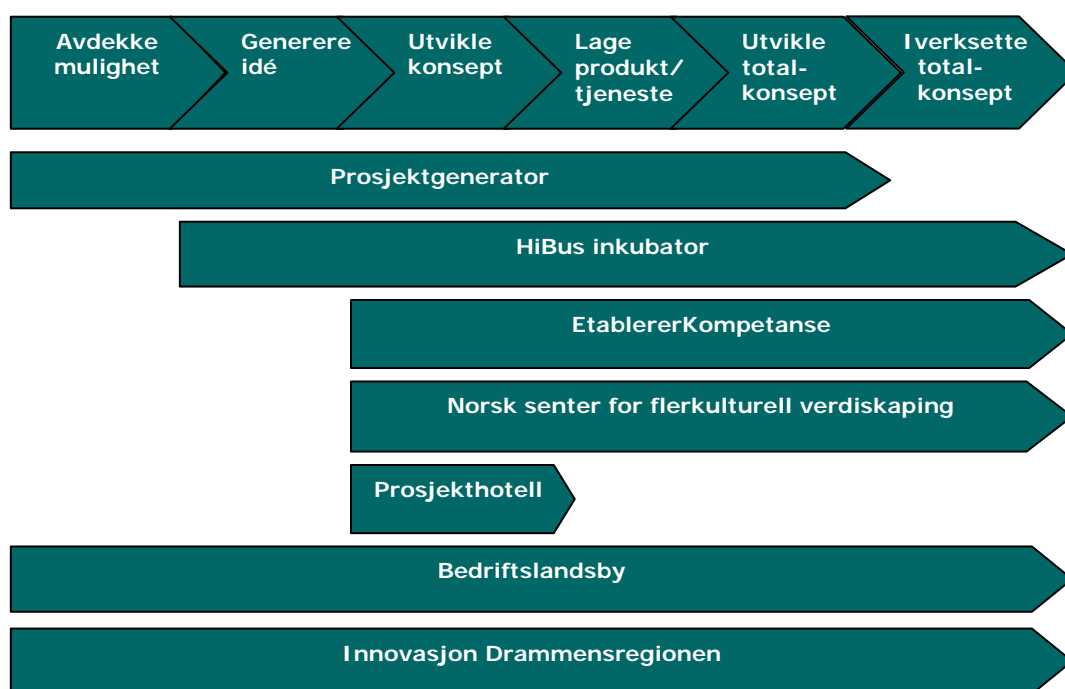 Avdekke
mulighet
Generere
idé
Utvikle
konsept
Lage
produkt/
tjeneste
Utvikle
total-
konsept
Iverksette
total-
konsept
Prosjektgenerator
HiBus inkubator
EtablererKompetanse
Norsk senter for flerkulturell verdiskaping
Prosjekthotell
Bedriftslandsby
Innovasjon Drammensregionen